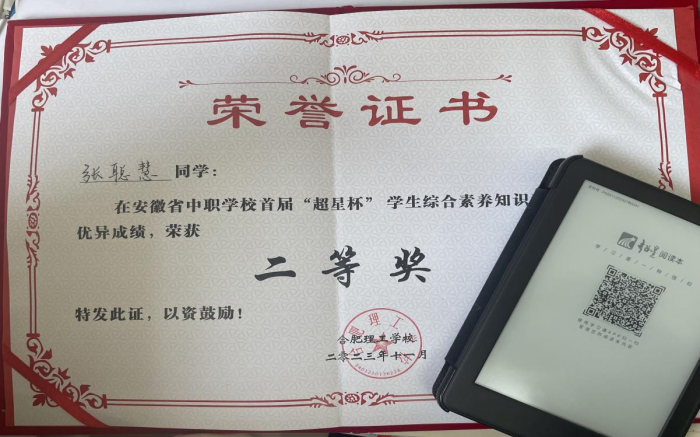 荣誉证书
张聪慧 同学：
在安徽省中职学校首届“超星杯”学生综合素养知识
优异成绩，荣获
二等奖
特发此证，以资鼓励！
合肥理工学校
二〇二三年十一月
阅读本